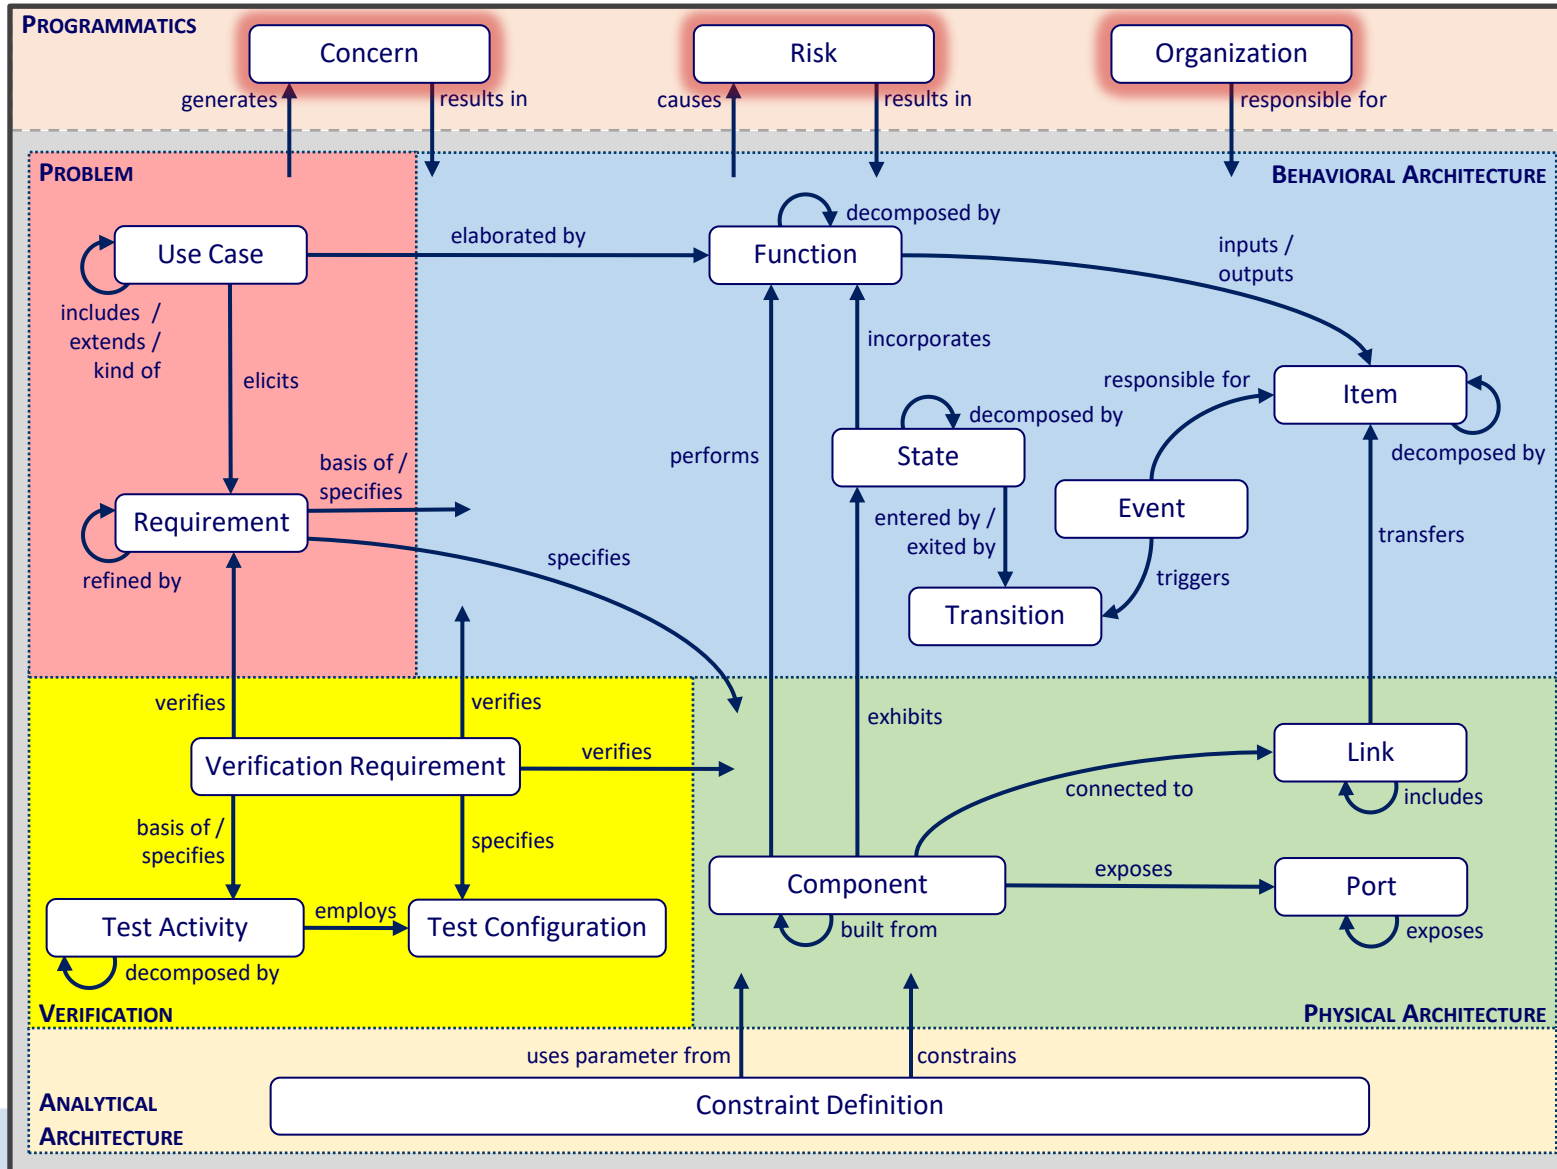 PROGRAMMATICS
Concern
Risk
Organization
generates
results in
causes
results in
responsible for
PROBLEM
BEHAVIORAL ARCHITECTURE
decomposed by
Use Case
elaborated by
Function
inputs /
outputs
includes /
extends /
kind of
elicits
incorporates
responsible for
Item
decomposed by
decomposed by
performs
State
basis of /
specifies
Requirement
Event
entered by /
exited by
transfers
specifies
refined by
triggers
Transition
verifies
verifies
exhibits
verifies
Verification Requirement
Link
connected to
includes
basis of /
specifies
specifies
Component
exposes
Port
Test Activity
employs
Test Configuration
built from
exposes
decomposed by
VERIFICATION
PHYSICAL ARCHITECTURE
uses parameter from
constrains
ANALYTICAL
ARCHITECTURE
Constraint Definition